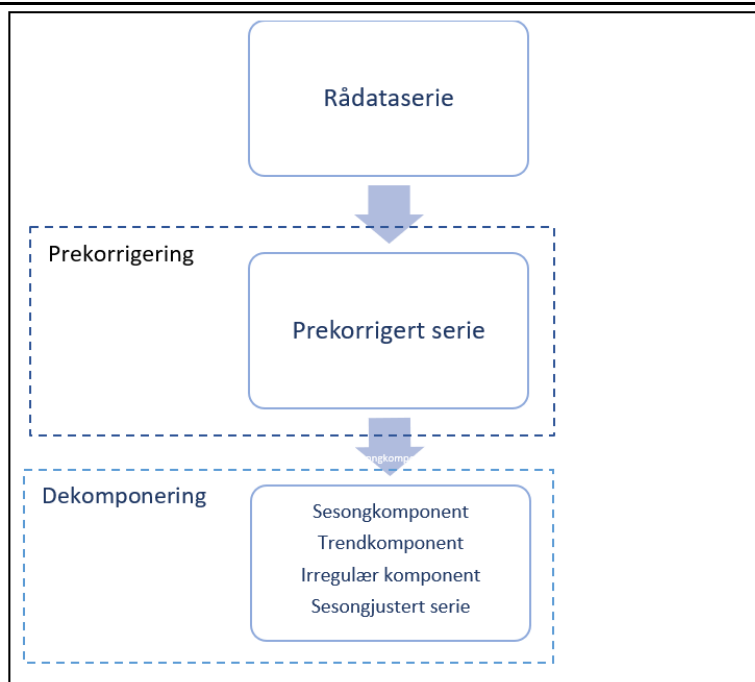 Rådataserie
Prekorrigering
Prekorrigert serie
Dekomponering
Sesongkomponent
Trendkomponent
Irregulær komponent
Sesongjustert serie